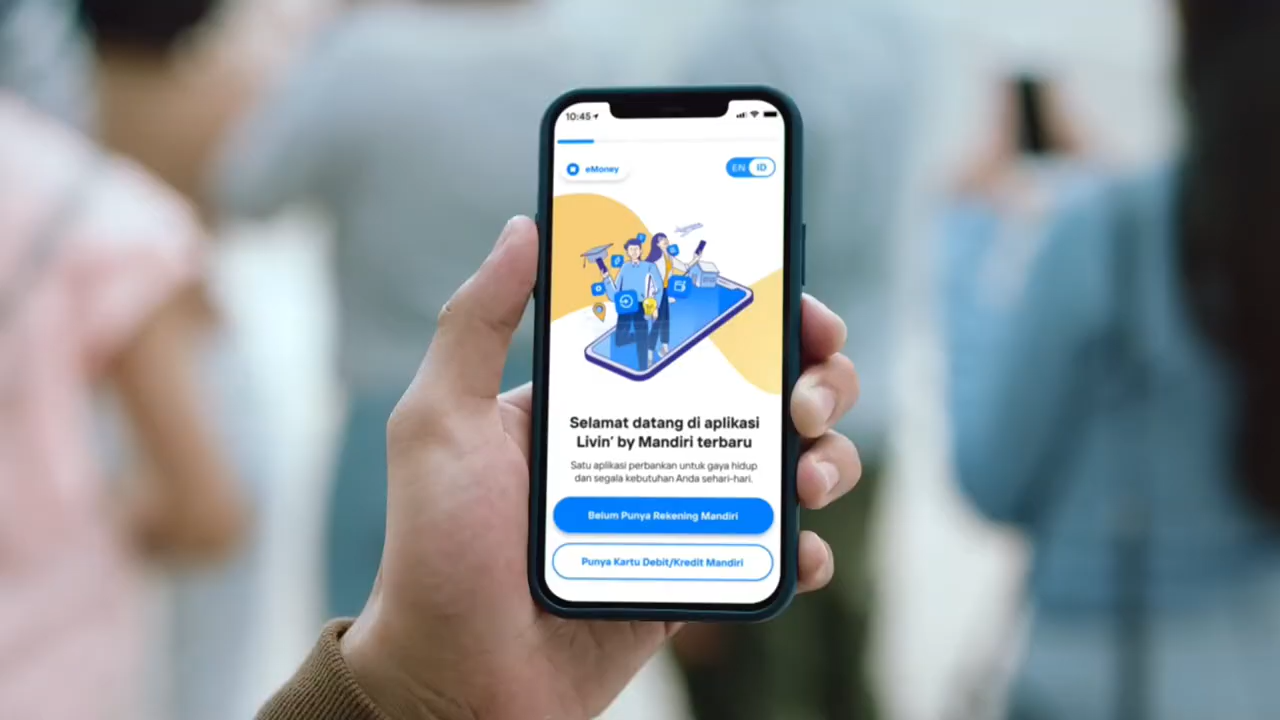 10:45
eMoney
EN ID
Selamat datang di aplikasi
Livin' by Mandiri terbaru
Satu aplikasi perbankan untuk gaya hidup
dan segala kebutuhan Anda sehari-hari.
Belum Punya Rekening Mandiri
Punya Kartu Debit/Kredit Mandiri